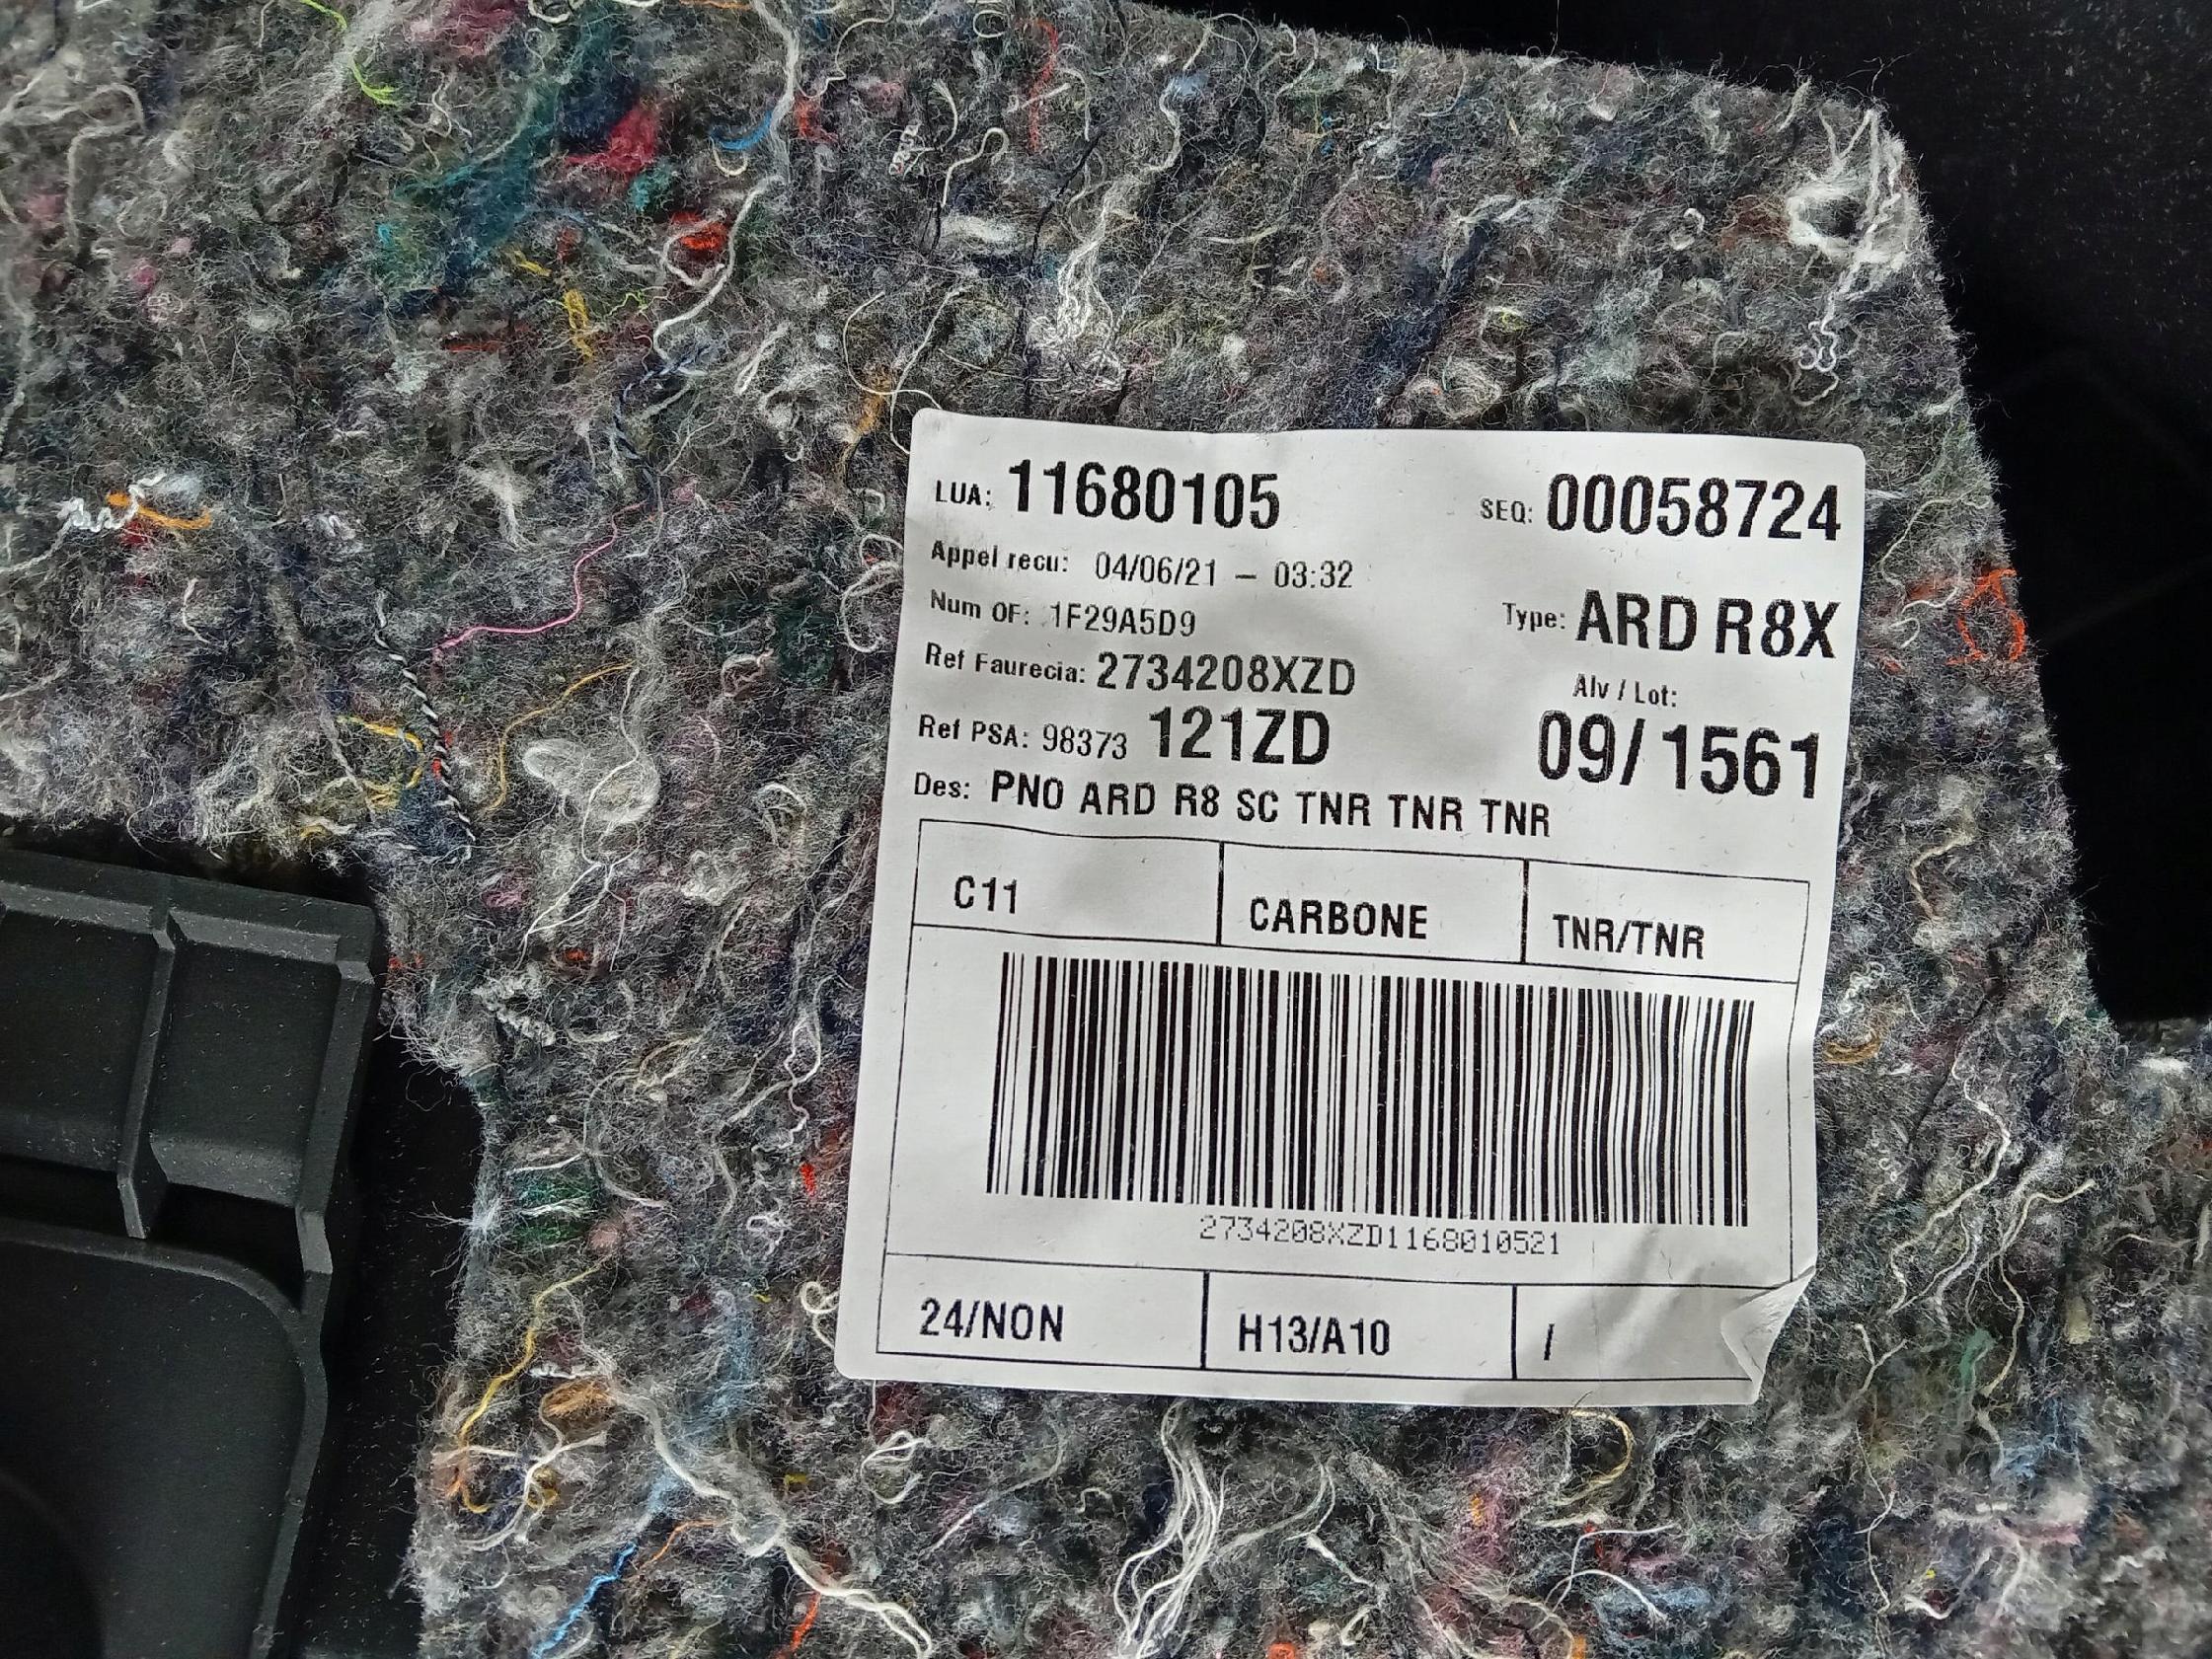 LUA: 11680105 SEQ: 00058724
Appel recu: 04/06/21 – 03:32
Num OF: 1F29A5D9 Type: ARD R8X
Ref Faurecia: 2734208XZD Alv / Lot:
Ref PSA: 98373 121ZD 09/1561
Des: PNO ARD R8 SC TNR TNR TNR
C11 CARBONE TNR/TNR
2734208XZD1168010521
24/NON H13/A10 /